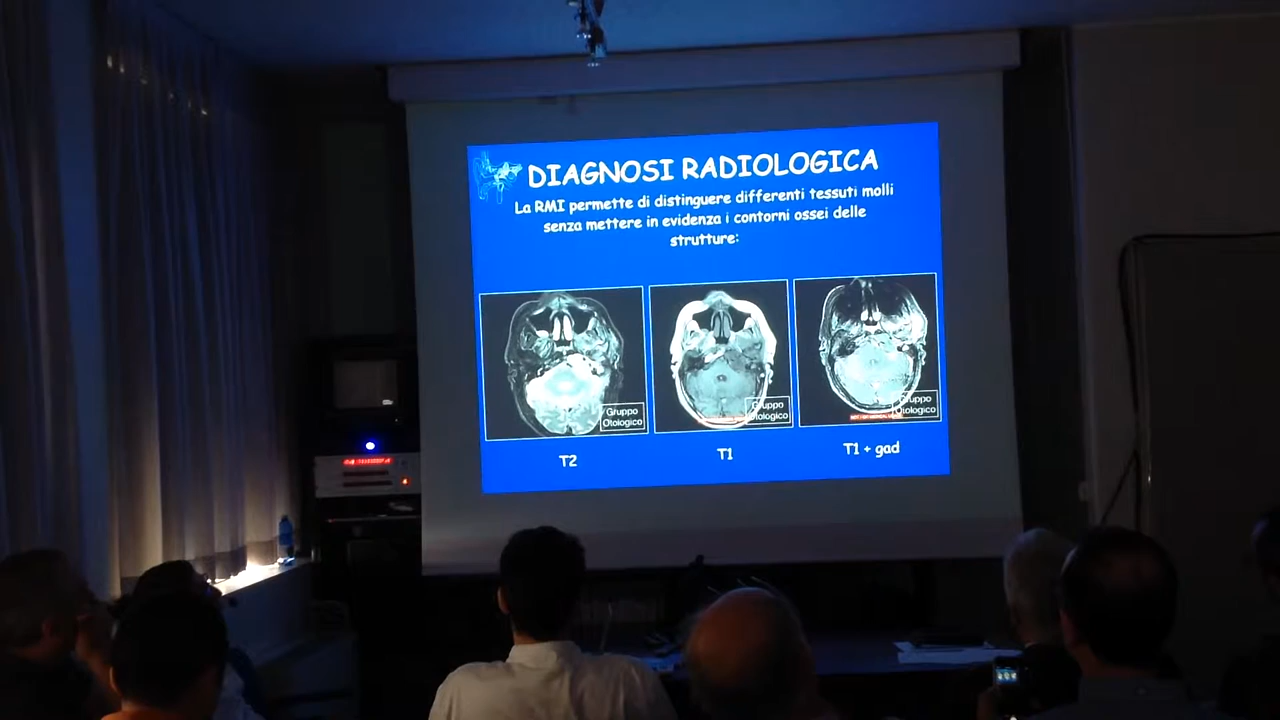 DIAGNOSI RADIOLOGICA
La RMI permette di distinguere differenti tessuti molli
senza mettere in evidenza i contorni ossei delle
strutture:
Gruppo
Otologico
Gruppo
Otologico
Gruppo
Otologico
T2
T1
T1 + gad